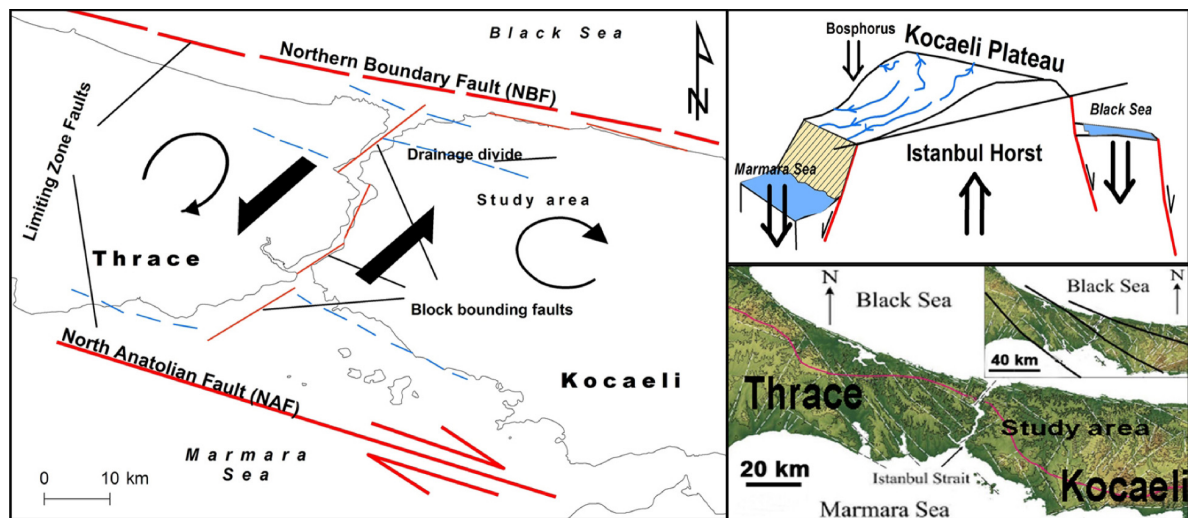 Black Sea
Northern Boundary Fault (NBF)
N
Limiting Zone Faults
Drainage divide
Study area
Thrace
Block bounding faults
North Anatolian Fault (NAF)
Kocaeli
Marmara
Sea
0 10 km
Bosphorus
Kocaeli Plateau
Black Sea
Istanbul Horst
Marmara Sea
N
Black Sea
Black Sea
N
40 km
Thrace
Study area
20 km
Istanbul Strait
Kocaeli
Marmara Sea